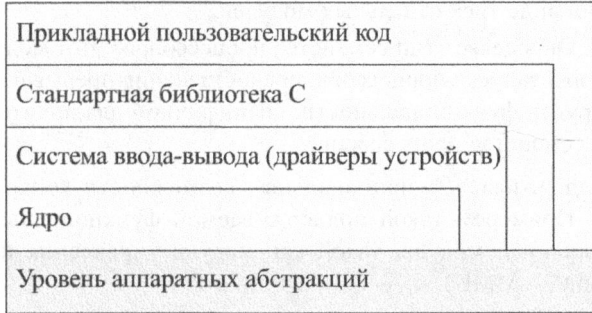 Прикладной пользовательский код
Стандартная библиотека С
Система ввода-вывода (драйверы устройств)
Ядро
Уровень аппаратных абстракций